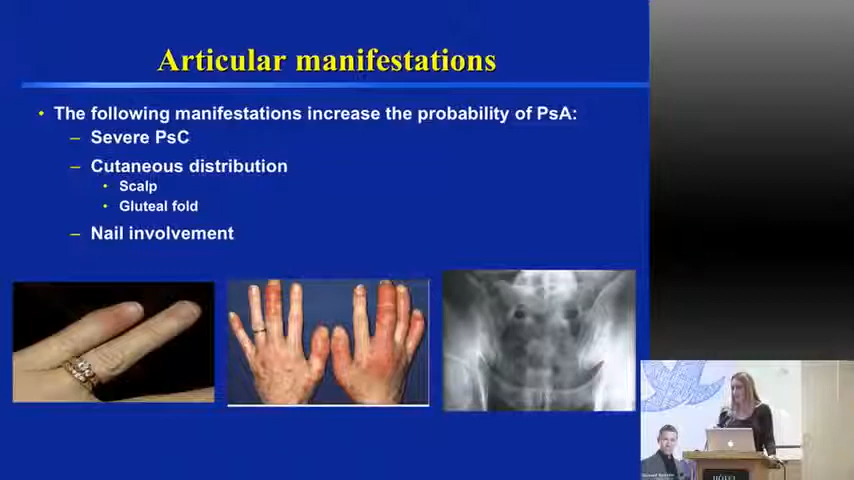 Articular manifestations
• The following manifestations increase the probability of PsA:
– Severe PsC
– Cutaneous distribution
• Scalp
• Gluteal fold
– Nail involvement
HÔTEL